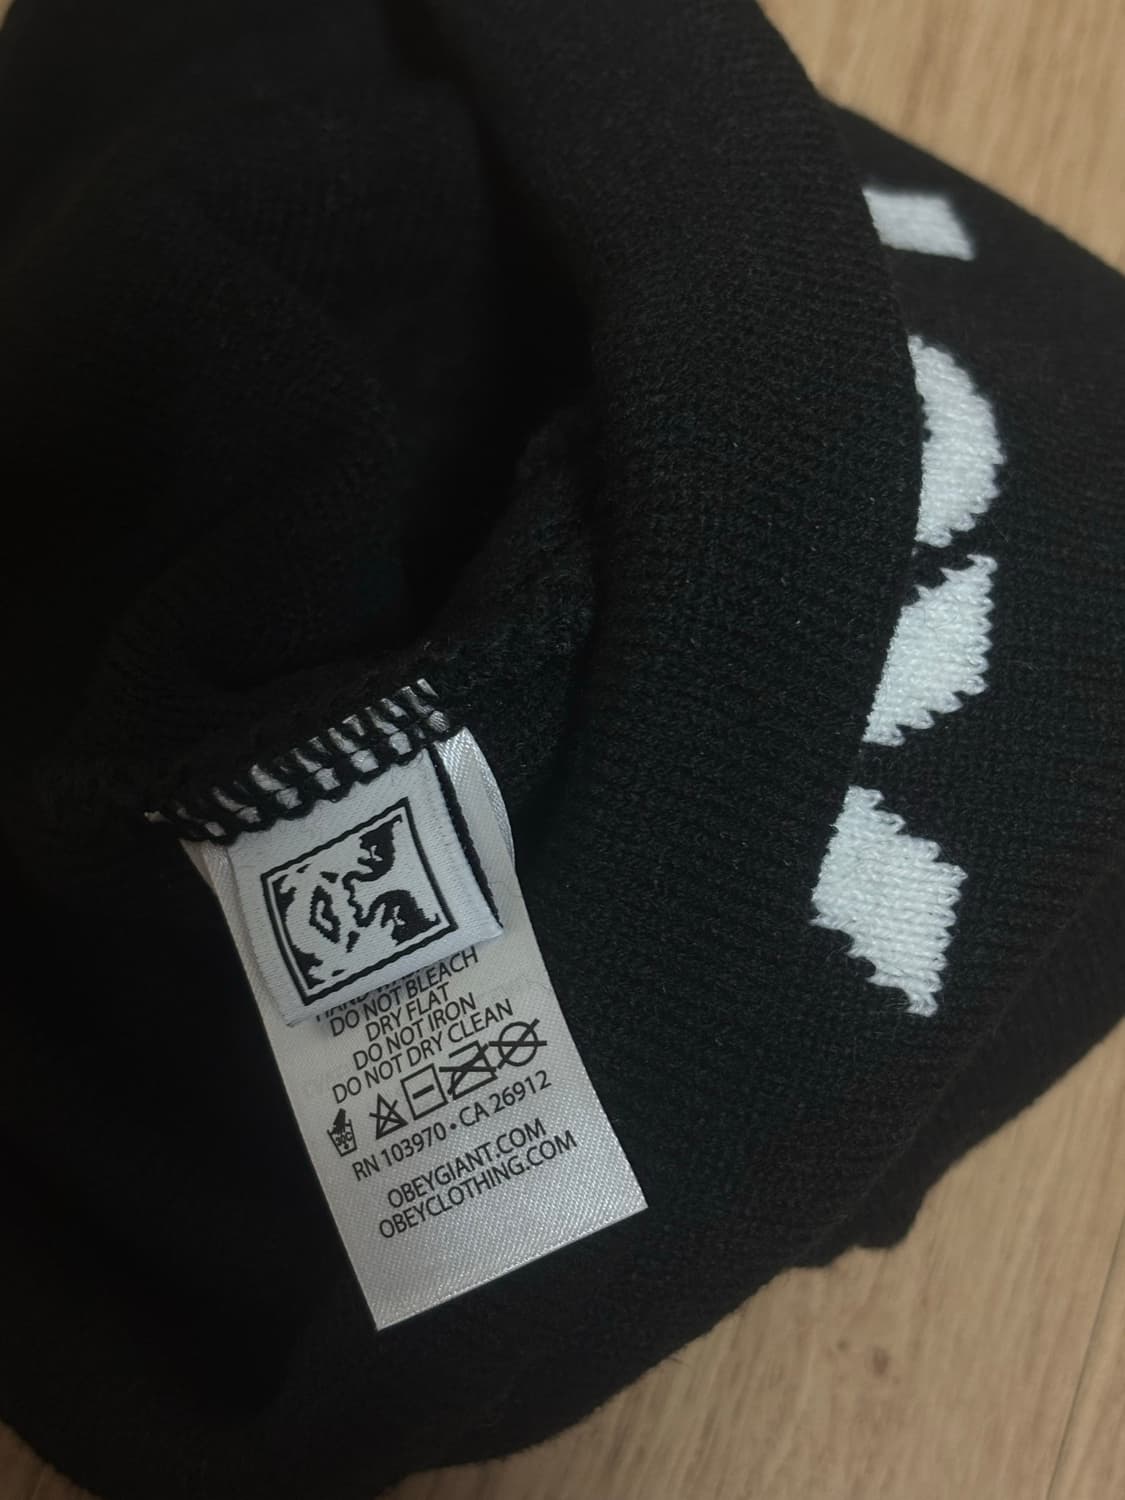 DO NOT BLEACH
DRY FLAT
DO NOT IRON
DO NOT DRY CLEAN
RN 103970 • CA 26912
OBEYGIANT.COM
OBEYCLOTHING.COM